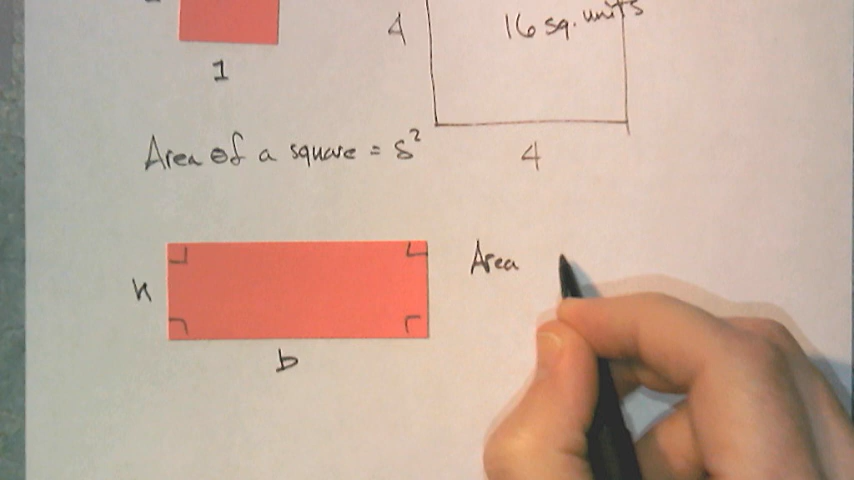 4
16 sq. units
1
Area of a square = s²
4
h
Area
b